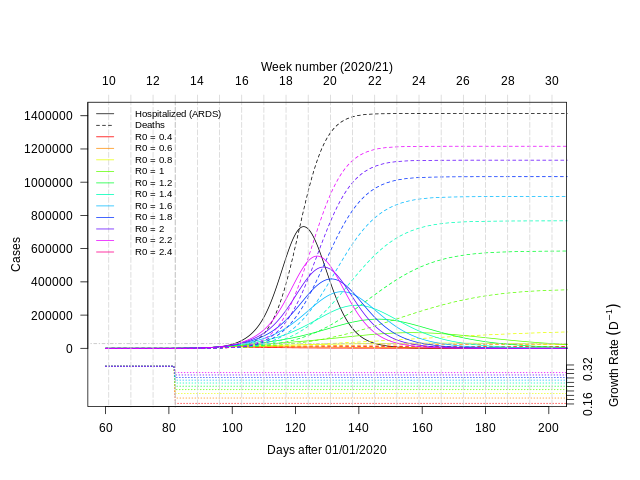 Week number (2020/21)
10 12 14 16 18 20 22 24 26 28 30
1400000
1200000
1000000
800000
600000
400000
200000
0
Cases
Hospitalized (ARDS)
Deaths
R0 = 0.4
R0 = 0.6
R0 = 0.8
R0 = 1
R0 = 1.2
R0 = 1.4
R0 = 1.6
R0 = 1.8
R0 = 2
R0 = 2.2
R0 = 2.4
0.16 0.32
Growth Rate (D⁻¹)
60 80 100 120 140 160 180 200
Days after 01/01/2020